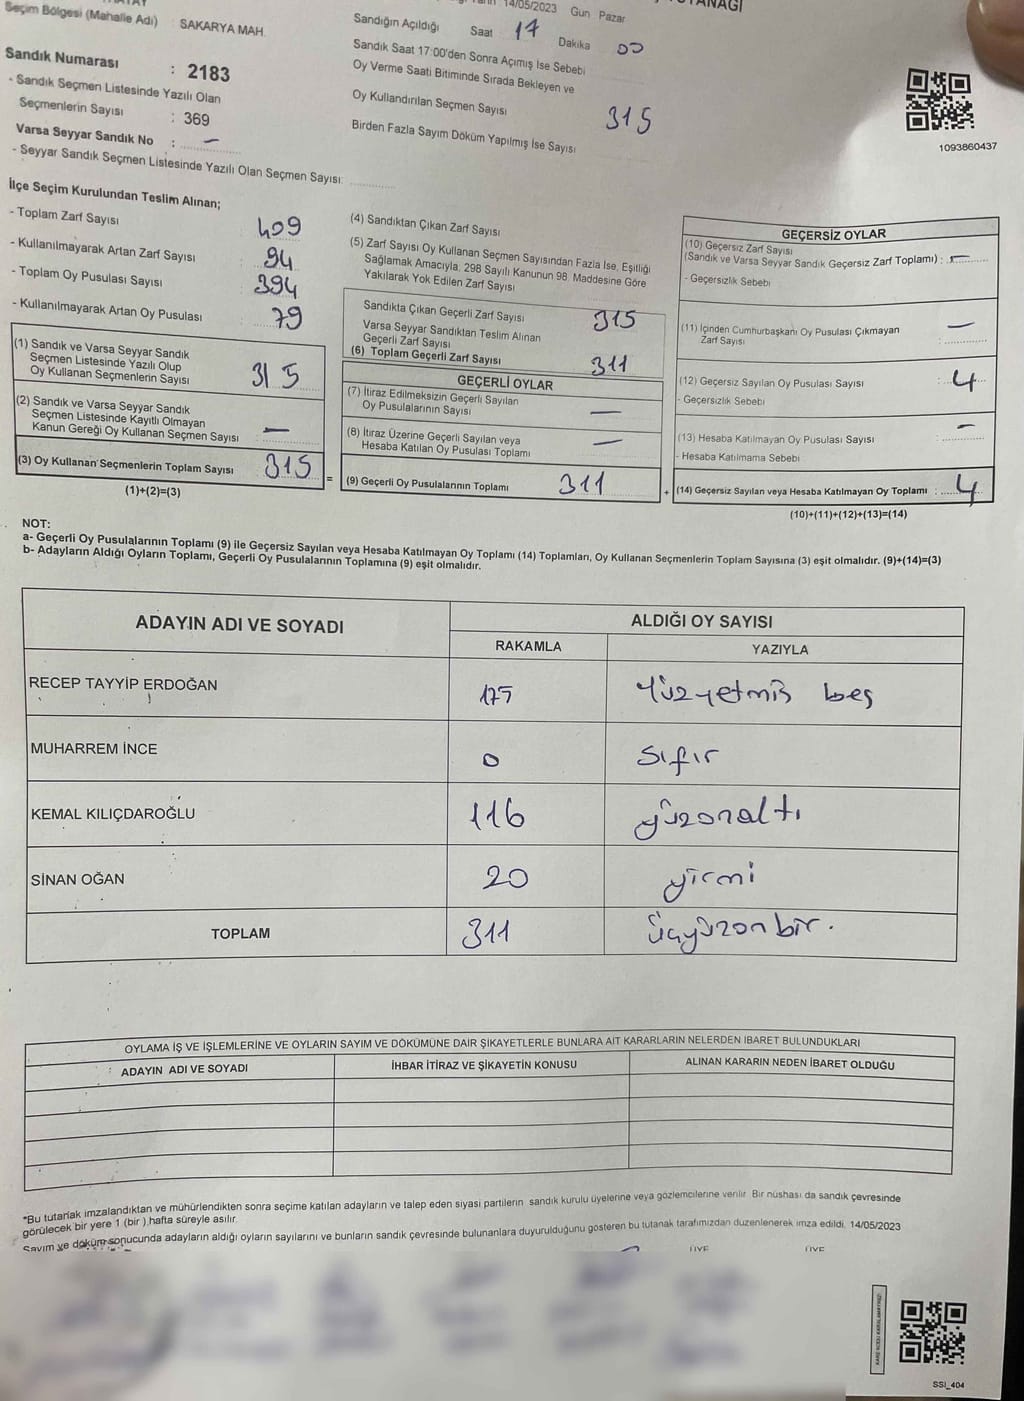 14/05/2023 Gün Pazar
Seçim Bölgesi (Mahalle Adı) : SAKARYA MAH.
Sandık Numarası : 2183
- Sandık Seçmen Listesinde Yazılı Olan
Seçmenlerin Sayısı : 369
Varsa Seyyar Sandık No : —
- Seyyar Sandık Seçmen Listesinde Yazılı Olan Seçmen Sayısı:
Sandığın Açıldığı Saat 17 Dakika 00
Sandık Saat 17:00'den Sonra Açımış İse Sebebi
Oy Verme Saati Bitiminde Sırada Bekleyen ve
Oy Kullandırılan Seçmen Sayısı 315
Birden Fazla Sayım Döküm Yapılmış İse Sayısı
1093860437
İlçe Seçim Kurulundan Teslim Alınan;
- Toplam Zarf Sayısı 409
- Kullanılmayarak Artan Zarf Sayısı 94
- Toplam Oy Pusulası Sayısı 394
- Kullanılmayarak Artan Oy Pusulası 79
(1) Sandık ve Varsa Seyyar Sandık
Seçmen Listesinde Yazılı Olup
Oy Kullanan Seçmenlerin Sayısı 315
(2) Sandık ve Varsa Seyyar Sandık
Seçmen Listesinde Kayıtlı Olmayan
Kanun Gereği Oy Kullanan Seçmen Sayısı : —
(3) Oy Kullanan Seçmenlerin Toplam Sayısı 315
(1)+(2)=(3)
(4) Sandıktan Çıkan Zarf Sayısı
(5) Zarf Sayısı Oy Kullanan Seçmen Sayısından Fazla İse, Eşitliği
Sağlamak Amacıyla, 298 Sayılı Kanunun 98. Maddesine Göre
Yakılarak Yok Edilen Zarf Sayısı
Sandıkta Çıkan Geçerli Zarf Sayısı 315
Varsa Seyyar Sandıktan Teslim Alınan
Geçerli Zarf Sayısı
(6) Toplam Geçerli Zarf Sayısı 311
GEÇERLİ OYLAR
(7) İtiraz Edilmeksizin Geçerli Sayılan
Oy Pusulalarının Sayısı —
(8) İtiraz Üzerine Geçerli Sayılan veya
Hesaba Katılan Oy Pusulası Toplamı —
= (9) Geçerli Oy Pusulalarının Toplamı 311
GEÇERSİZ OYLAR
(10) Geçersiz Zarf Sayısı
(Sandık ve Varsa Seyyar Sandık Geçersiz Zarf Toplamı) : —
- Geçersizlik Sebebi
(11) İçinden Cumhurbaşkanı Oy Pusulası Çıkmayan
Zarf Sayısı : —
(12) Geçersiz Sayılan Oy Pusulası Sayısı : 4
- Geçersizlik Sebebi
(13) Hesaba Katılmayan Oy Pusulası Sayısı : —
- Hesaba Katılmama Sebebi
+ (14) Geçersiz Sayılan veya Hesaba Katılmayan Oy Toplamı : 4
(10)+(11)+(12)+(13)=(14)
NOT:
a- Geçerli Oy Pusulalarının Toplamı (9) ile Geçersiz Sayılan veya Hesaba Katılmayan Oy Toplamı (14) Toplamları, Oy Kullanan Seçmenlerin Toplam Sayısına (3) eşit olmalıdır. (9)+(14)=(3)
b- Adayların Aldığı Oyların Toplamı, Geçerli Oy Pusulalarının Toplamına (9) eşit olmalıdır.
ADAYIN ADI VE SOYADI
ALDIĞI OY SAYISI
RAKAMLA YAZIYLA
RECEP TAYYİP ERDOĞAN 175 Yüzyetmiş beş
MUHARREM İNCE 0 sıfır
KEMAL KILIÇDAROĞLU 116 yüzonaltı
SİNAN OĞAN 20 yirmi
TOPLAM 311 üçyüzonbir.
OYLAMA İŞ VE İŞLEMLERİNE VE OYLARIN SAYIM VE DÖKÜMÜNE DAİR ŞİKAYETLERLE BUNLARA AİT KARARLARIN NELERDEN İBARET BULUNDUKLARI
ADAYIN ADI VE SOYADI İHBAR İTİRAZ VE ŞİKAYETİN KONUSU ALINAN KARARIN NEDEN İBARET OLDUĞU
*Bu tutanak imzalandıktan ve mühürlendikten sonra seçime katılan adayların ve talep eden siyasi partilerin sandık kurulu üyelerine veya gözlemcilerine verilir. Bir nüshası da sandık çevresinde
görülecek bir yere 1 (bir ) hafta süreyle asılır.
Sayım ve döküm sonucunda adayların aldığı oyların sayılarını ve bunların sandık çevresinde bulunanlara duyurulduğunu gösteren bu tutanak tarafımızdan düzenlenerek imza edildi. 14/05/2023
ÜYE ÜYE
SSI_404